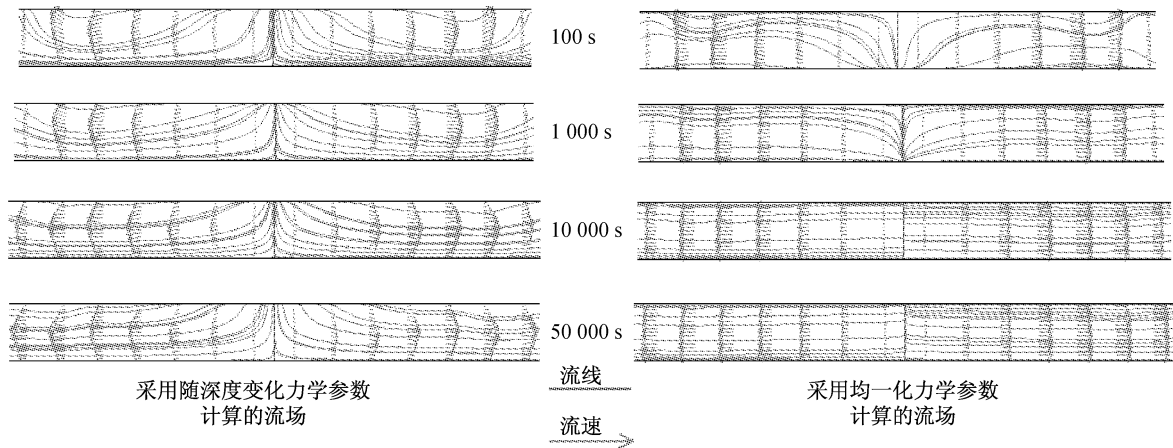 100 s
1 000 s
10 000 s
50 000 s
采用随深度变化力学参数
计算的流场
流线
流速
采用均一化力学参数
计算的流场